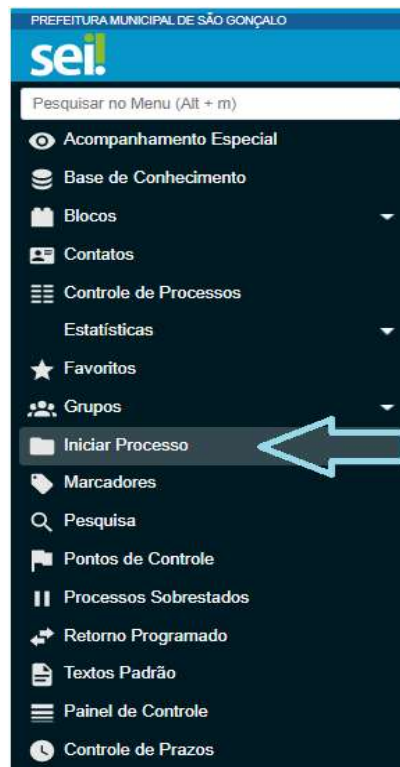 PREFEITURA MUNICIPAL DE SÃO GONÇALO
sei!
Pesquisar no Menu (Alt + m)
Acompanhamento Especial
Base de Conhecimento
Blocos
Contatos
Controle de Processos
Estatísticas
Favoritos
Grupos
Iniciar Processo
Marcadores
Pesquisa
Pontos de Controle
Processos Sobrestados
Retorno Programado
Textos Padrão
Painel de Controle
Controle de Prazos